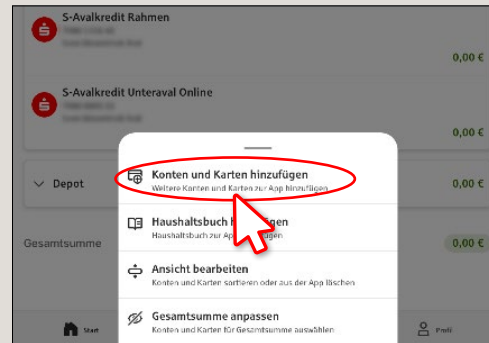 S-Avalkredit Rahmen
0,00 €
S-Avalkredit Unteraval Online
0,00 €
Konten und Karten hinzufügen
Weitere Konten und Karten zur App hinzufügen
Depot
0,00 €
Haushaltsbuch
Haushaltsbuch zur
Gesamtsumme
0,00 €
Ansicht bearbeiten
Konten und Karten sortieren oder aus der App löschen
Gesamtsumme anpassen
Konten und Karten für Gesamtsumme auswählen
Start
Profil